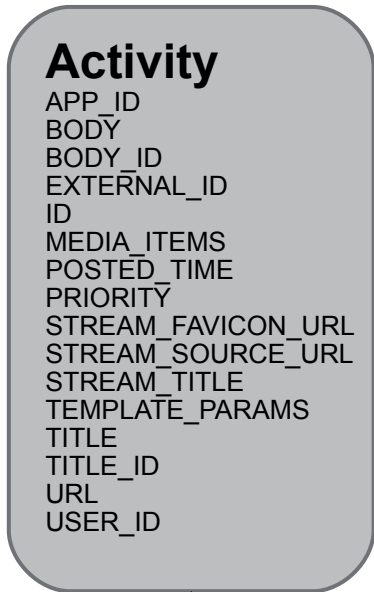 Activity
APP_ID
BODY
BODY_ID
EXTERNAL_ID
ID
MEDIA_ITEMS
POSTED_TIME
PRIORITY
STREAM_FAVICON_URL
STREAM_SOURCE_URL
STREAM_TITLE
TEMPLATE_PARAMS
TITLE
TITLE_ID
URL
USER_ID